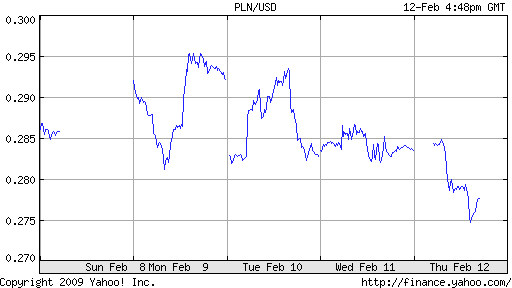 PLN/USD 12-Feb 4:48pm GMT
0.300
0.295
0.290
0.285
0.280
0.275
0.270
Sun Feb 8 Mon Feb 9 Tue Feb 10 Wed Feb 11 Thu Feb 12
Copyright 2009 Yahoo! Inc. http://finance.yahoo.com/